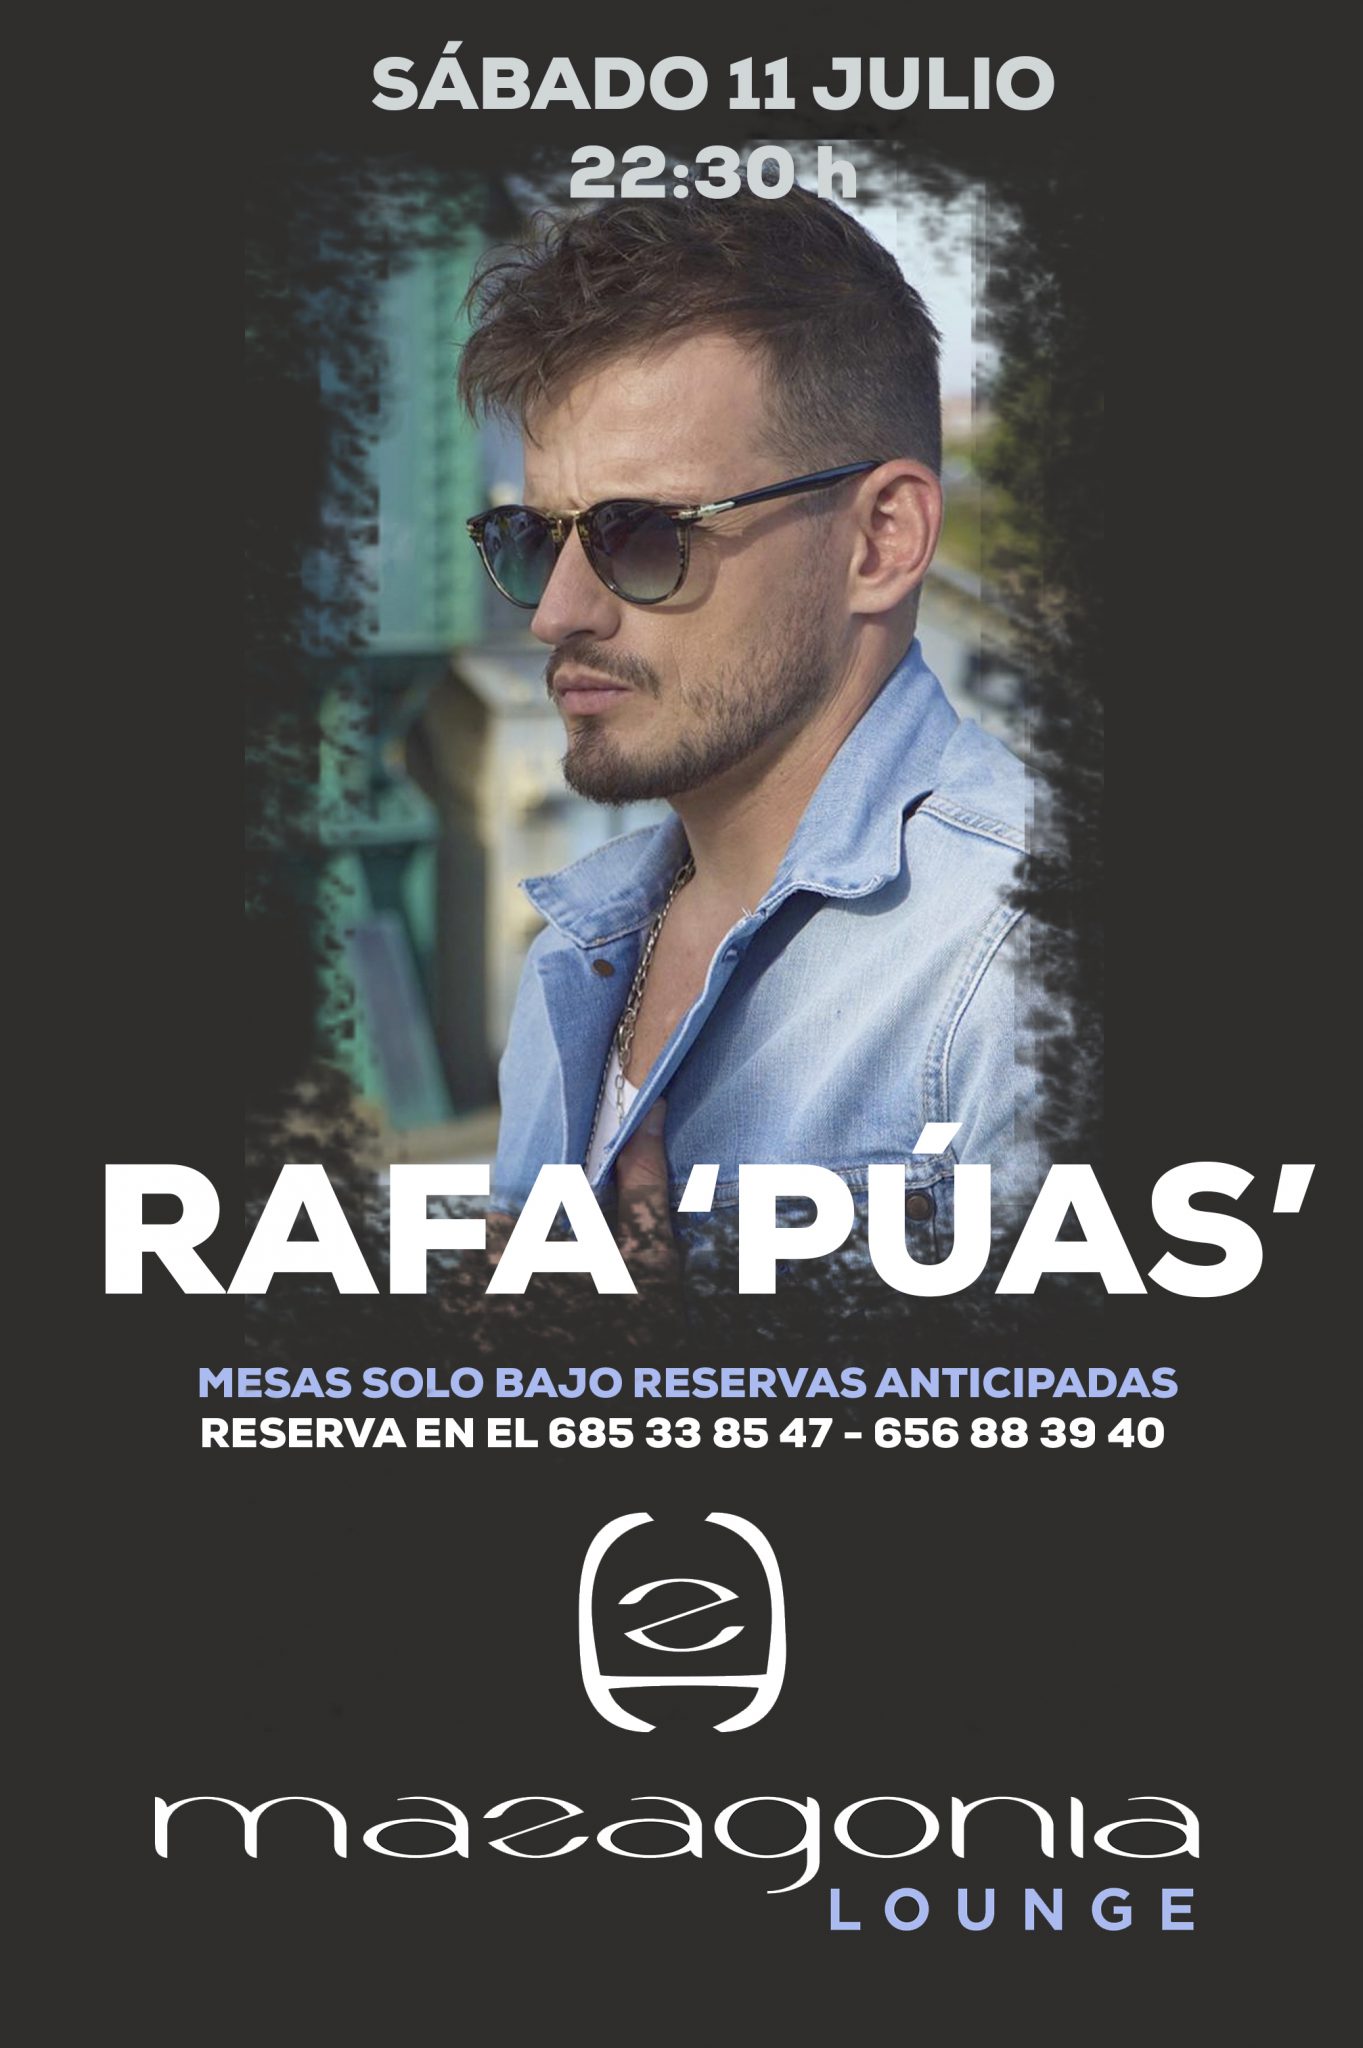 SÁBADO 11 JULIO
22:30 h
RAFA ‘PÚAS’
MESAS SOLO BAJO RESERVAS ANTICIPADAS
RESERVA EN EL 685 33 85 47 - 656 88 39 40
mazagonia
LOUNGE